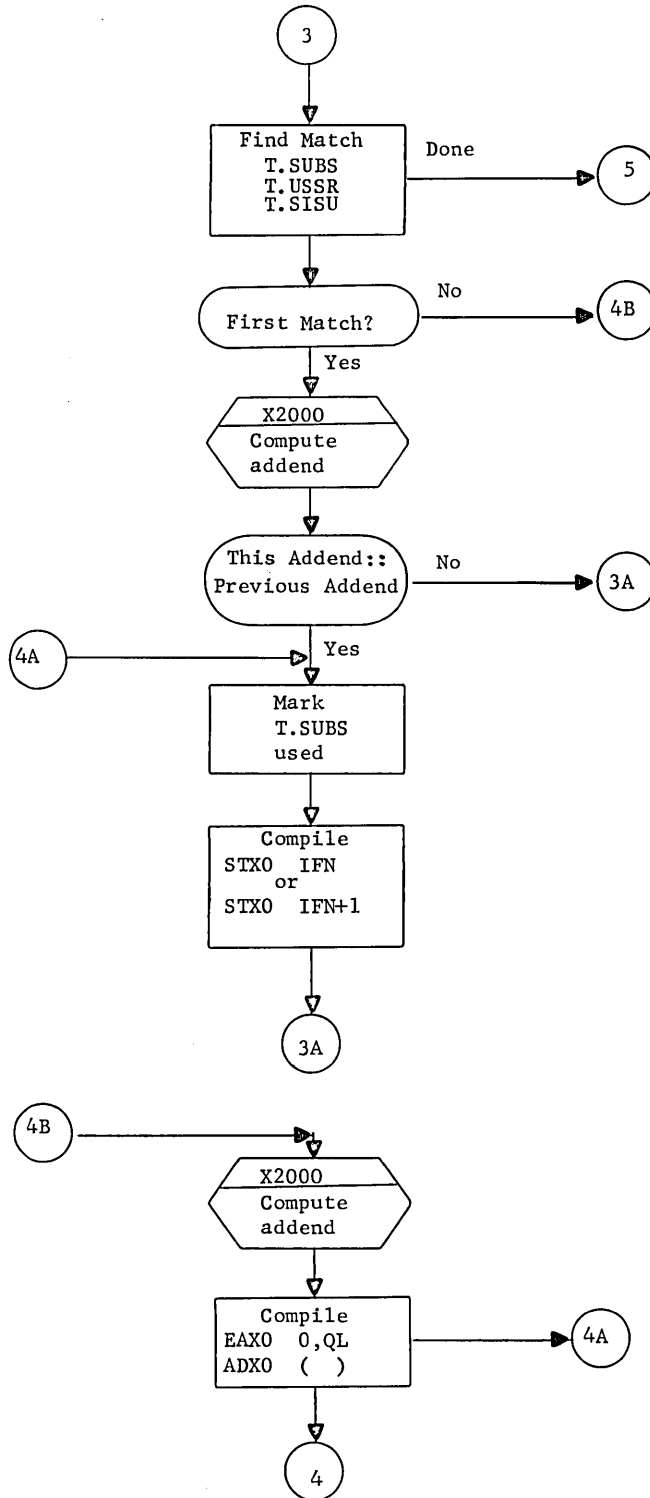 3
Find Match
T.SUBS
T.USSR
T.SISU
Done
5
First Match?
No
4B
Yes
X2000
Compute
addend
This Addend::
Previous Addend
No
3A
4A
Yes
Mark
T.SUBS
used
Compile
STX0 IFN
or
STX0 IFN+1
3A
4B
X2000
Compute
addend
Compile
EAX0 0,QL
ADX0 ( )
4A
4